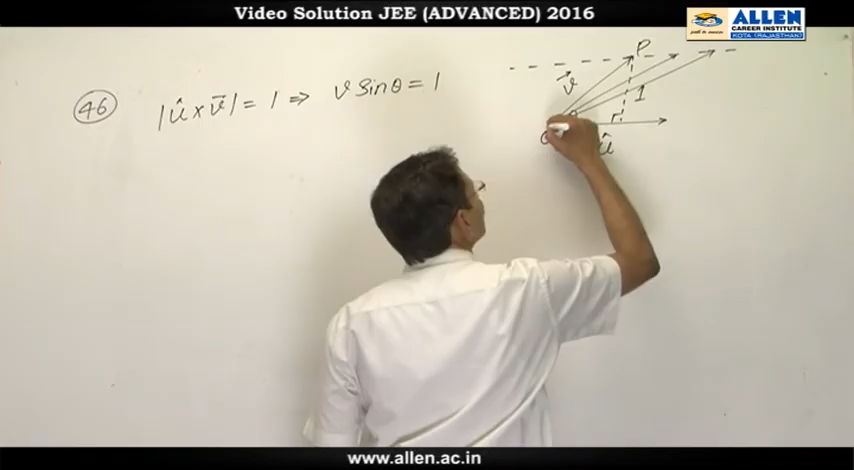 Video Solution JEE (ADVANCED) 2016
ALLEN
CAREER INSTITUTE
KOTA (RAJASTHAN)
46 |û × v⃗| = 1 ⇒ v sinθ = 1
P
v⃗
1
û
www.allen.ac.in